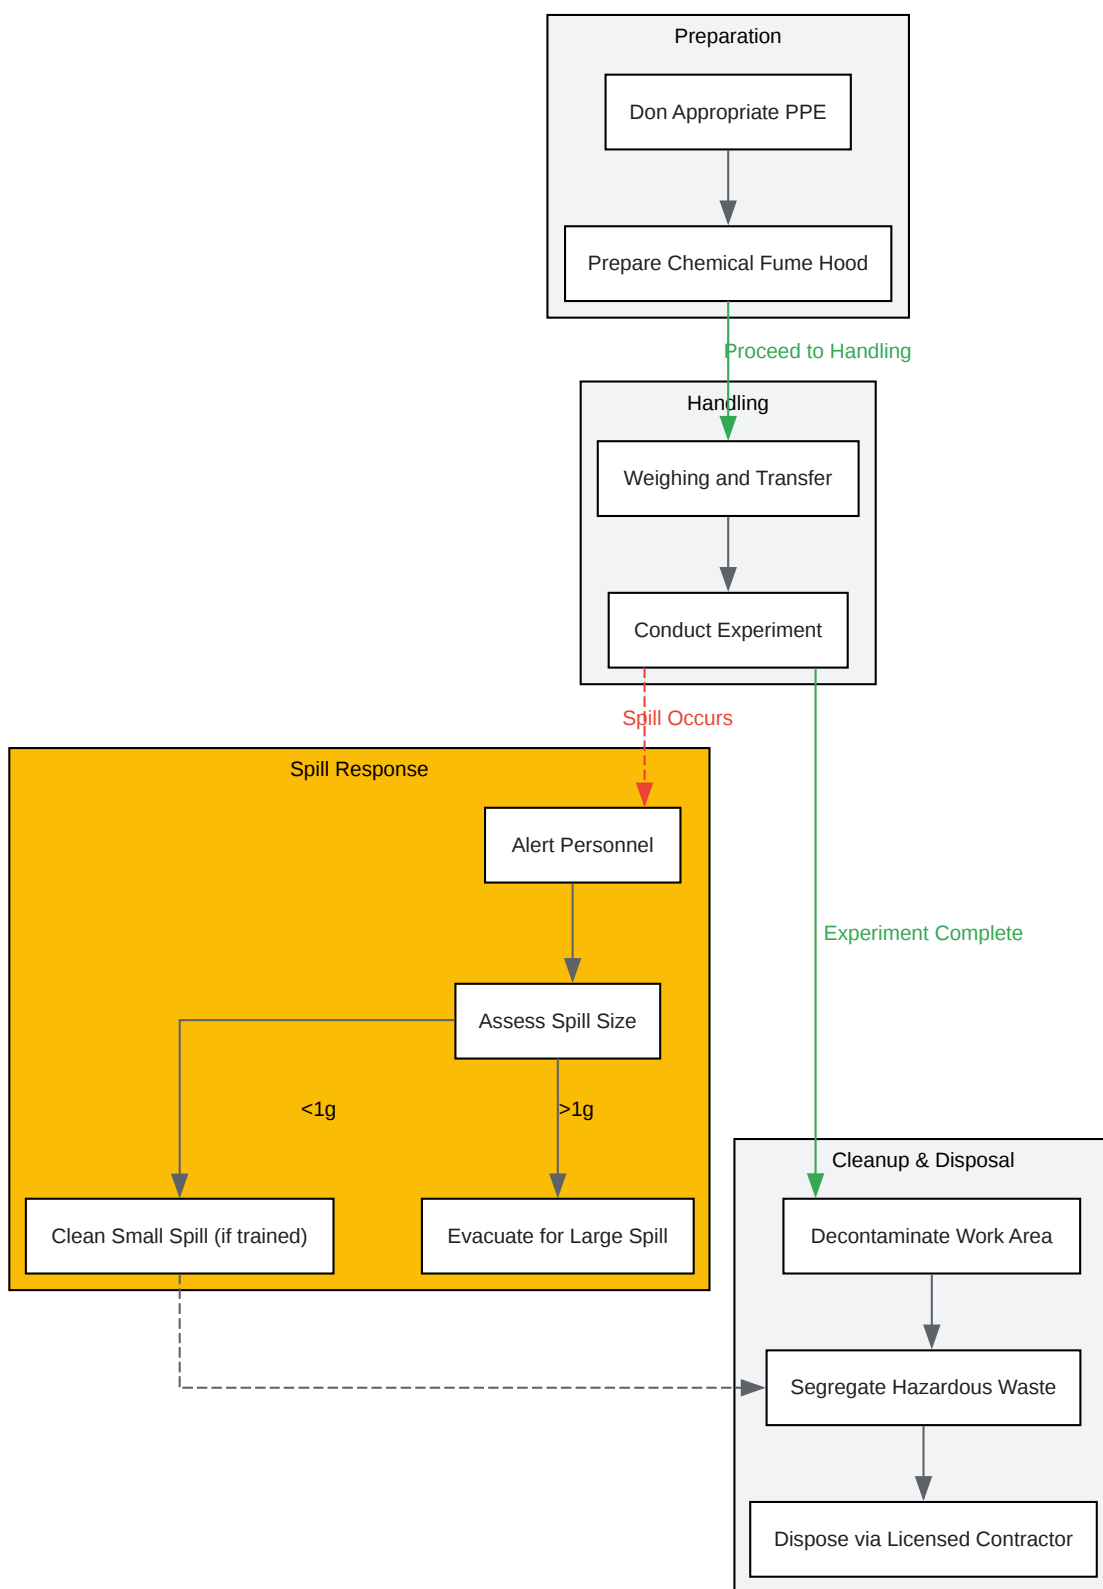 Preparation
Don Appropriate PPE
Prepare Chemical Fume Hood
Proceed to Handling
Handling
Weighing and Transfer
Conduct Experiment
Spill Occurs
Spill Response
Alert Personnel
Experiment Complete
Assess Spill Size
<1g
>1g
Cleanup & Disposal
Clean Small Spill (if trained)
Evacuate for Large Spill
Decontaminate Work Area
Segregate Hazardous Waste
Dispose via Licensed Contractor